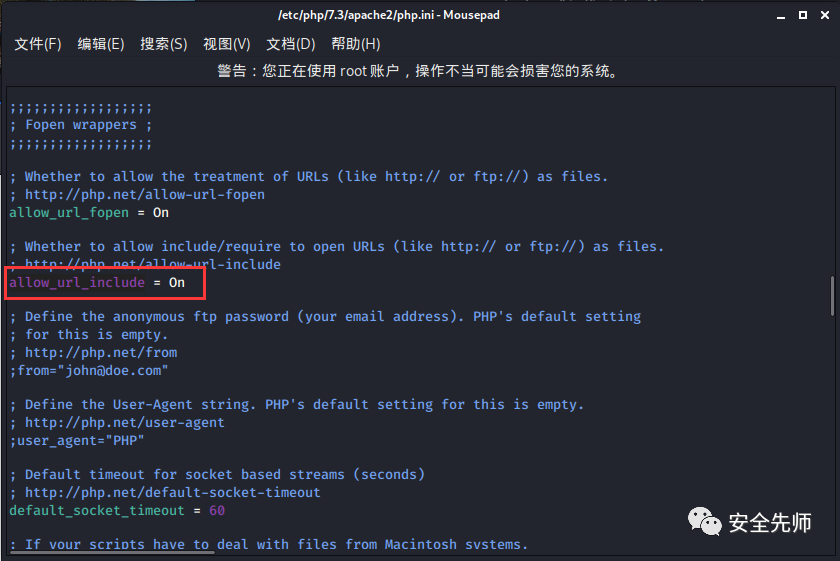 /etc/php/7.3/apache2/php.ini - Mousepad
文件(F) 编辑(E) 搜索(S) 视图(V) 文档(D) 帮助(H)
警告：您正在使用 root 账户，操作不当可能会损害您的系统。
;;;;;;;;;;;;;;;;;;
; Fopen wrappers ;
;;;;;;;;;;;;;;;;;;
; Whether to allow the treatment of URLs (like http:// or ftp://) as files.
; http://php.net/allow-url-fopen
allow_url_fopen = On
; Whether to allow include/require to open URLs (like http:// or ftp://) as files.
; http://php.net/allow-url-include
allow_url_include = On
; Define the anonymous ftp password (your email address). PHP's default setting
; for this is empty.
; http://php.net/from
;from="john@doe.com"
; Define the User-Agent string. PHP's default setting for this is empty.
; http://php.net/user-agent
;user_agent="PHP"
; Default timeout for socket based streams (seconds)
; http://php.net/default-socket-timeout
default_socket_timeout = 60
; If your scripts have to deal with files from Macintosh systems.
安全先师